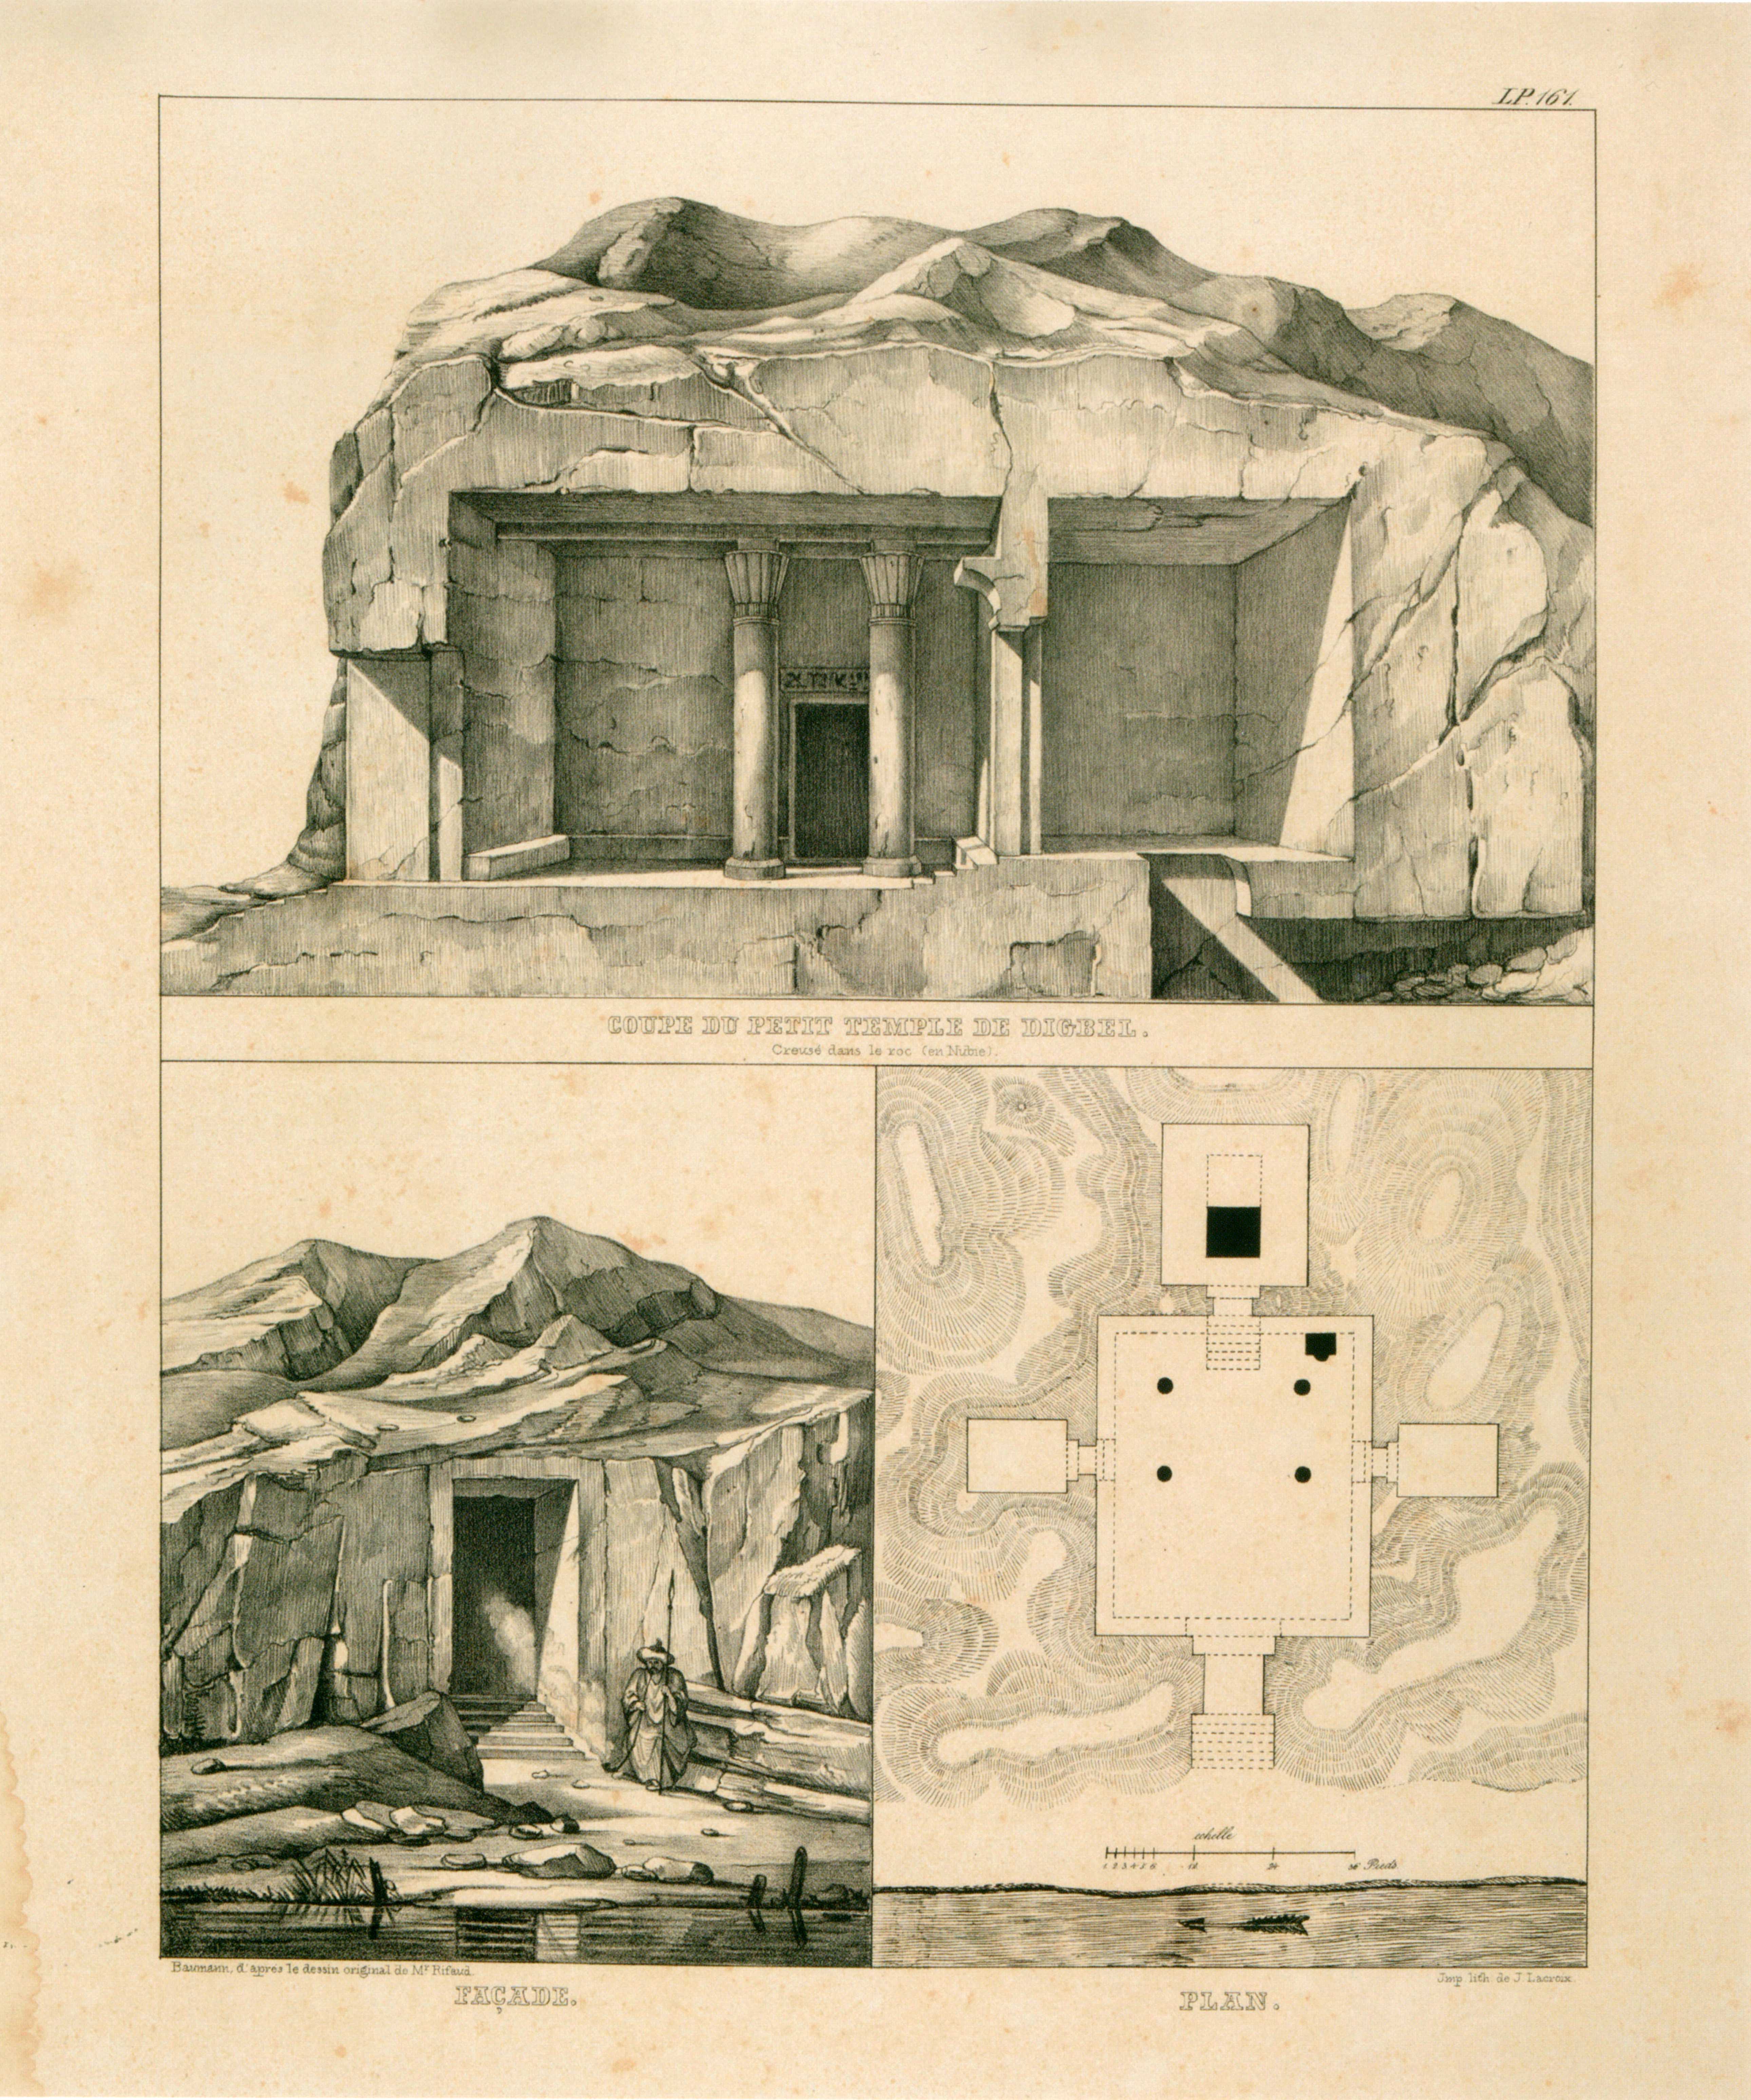 LP. 161.
COUPE DU PETIT TEMPLE DE DIGBEL.
Creusé dans le roc (en Nubie).
echelle
1 2 3 4 5 6 12 24 36 Pieds
Baumann, d'après le dessin original de Mr Rifaud.
Imp. lith. de J. Lacroix.
FAÇADE.
PLAN.